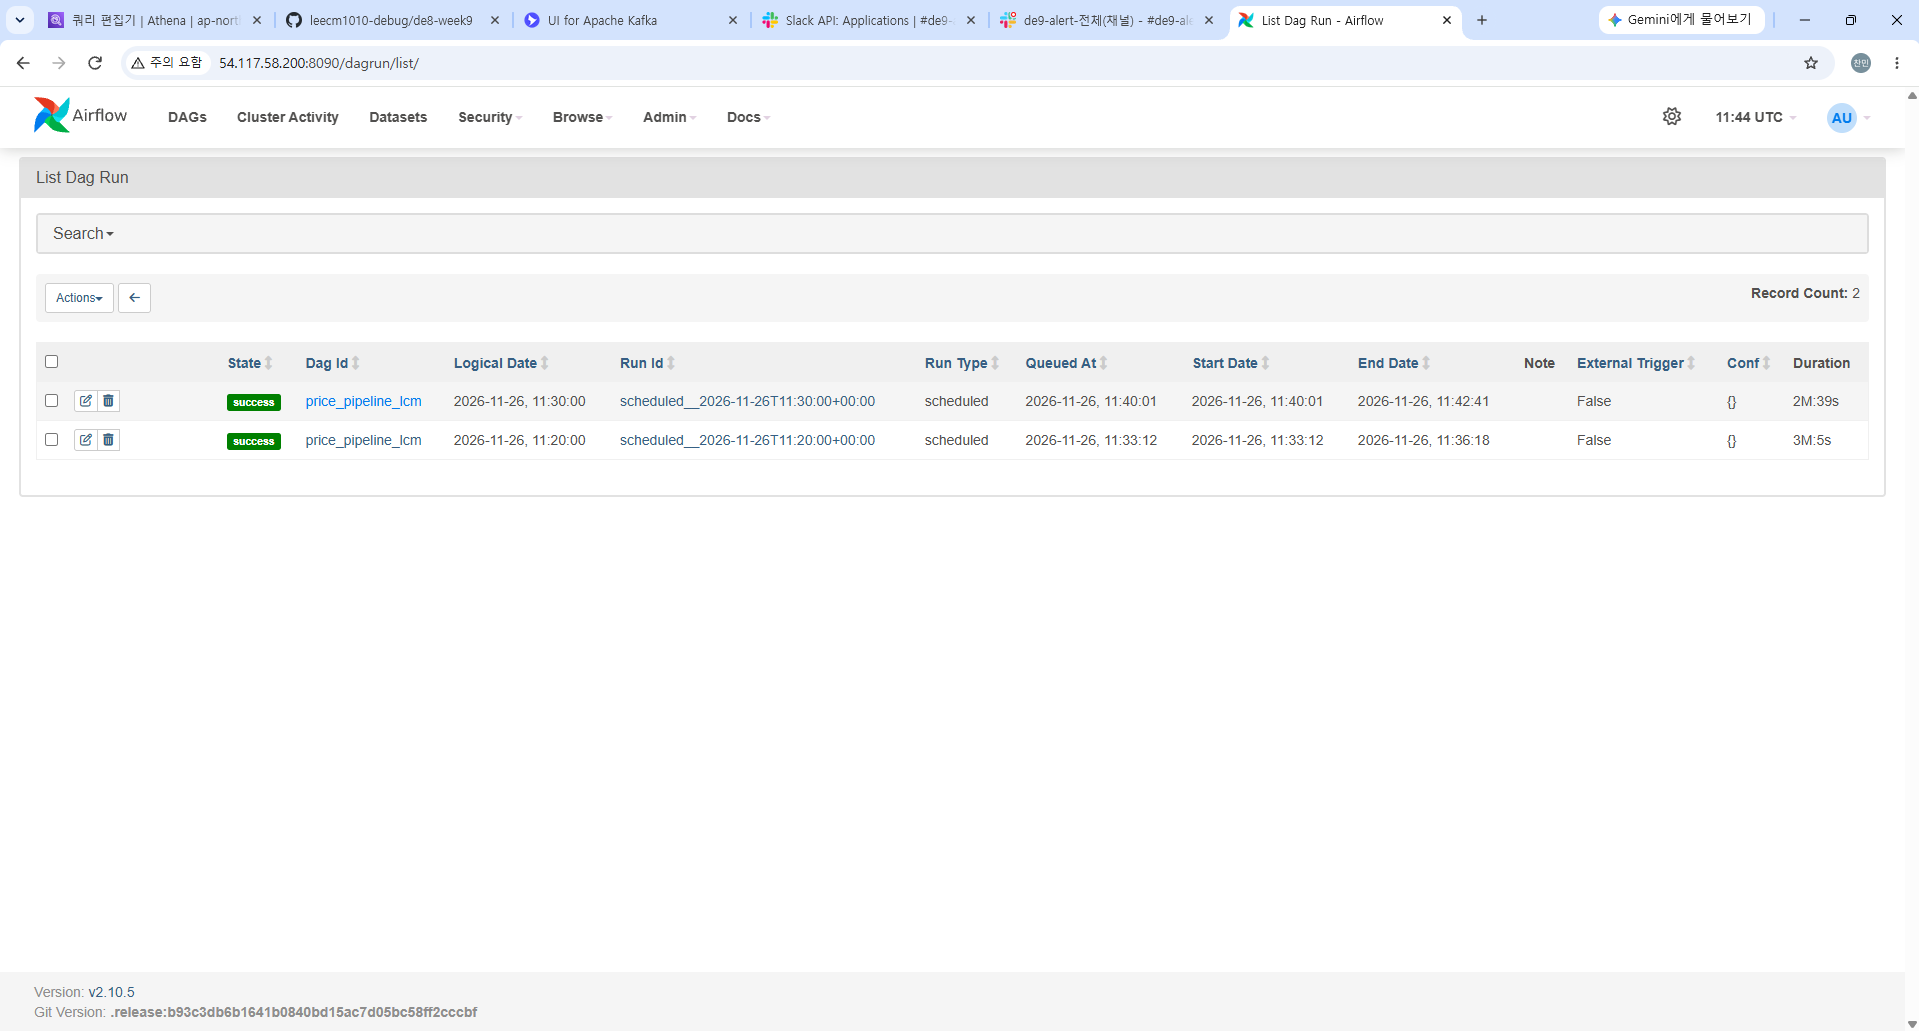 쿼리 편집기 | Athena | ap-nort
leecm1010-debug/de8-week9
UI for Apache Kafka
Slack API: Applications | #de9-
de9-alert-전체(채널) - #de9-ale
List Dag Run - Airflow
Gemini에게 물어보기
주의 요함 54.117.58.200:8090/dagrun/list/
찬민
Airflow DAGs Cluster Activity Datasets Security Browse Admin Docs 11:44 UTC AU
List Dag Run
Search
Actions
Record Count: 2
State Dag Id Logical Date Run Id Run Type Queued At Start Date End Date Note External Trigger Conf Duration
success price_pipeline_lcm 2026-11-26, 11:30:00 scheduled__2026-11-26T11:30:00+00:00 scheduled 2026-11-26, 11:40:01 2026-11-26, 11:40:01 2026-11-26, 11:42:41 False {} 2M:39s
success price_pipeline_lcm 2026-11-26, 11:20:00 scheduled__2026-11-26T11:20:00+00:00 scheduled 2026-11-26, 11:33:12 2026-11-26, 11:33:12 2026-11-26, 11:36:18 False {} 3M:5s
Version: v2.10.5
Git Version: .release:b93c3db6b1641b0840bd15ac7d05bc58ff2cccbf